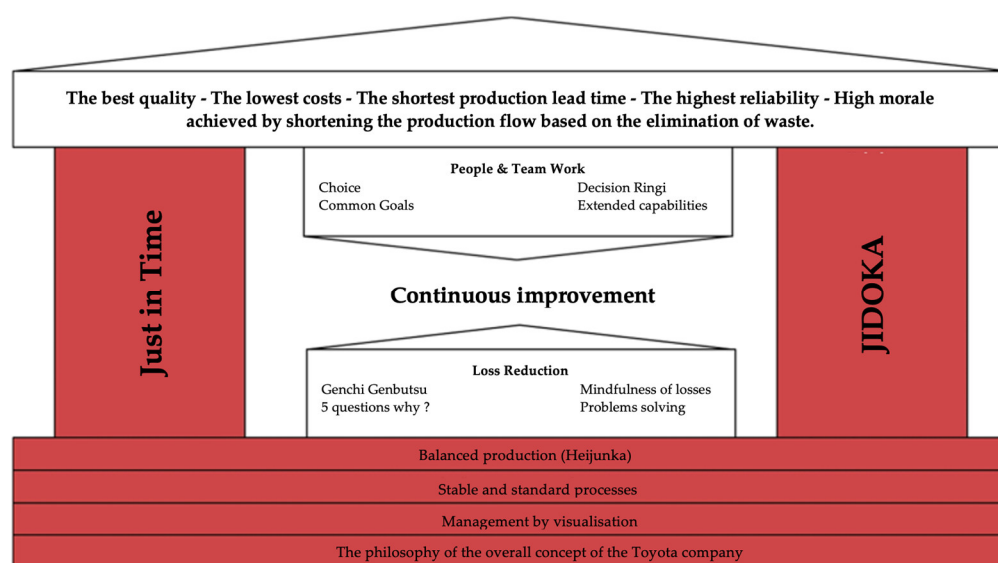 The best quality - The lowest costs - The shortest production lead time - The highest reliability - High morale
achieved by shortening the production flow based on the elimination of waste.
Just in Time
People & Team Work
Choice
Common Goals
Decision Ringi
Extended capabilities
Continuous improvement
Loss Reduction
Genchi Genbutsu
5 questions why ?
Mindfulness of losses
Problems solving
JIDOKA
Balanced production (Heijunka)
Stable and standard processes
Management by visualisation
The philosophy of the overall concept of the Toyota company